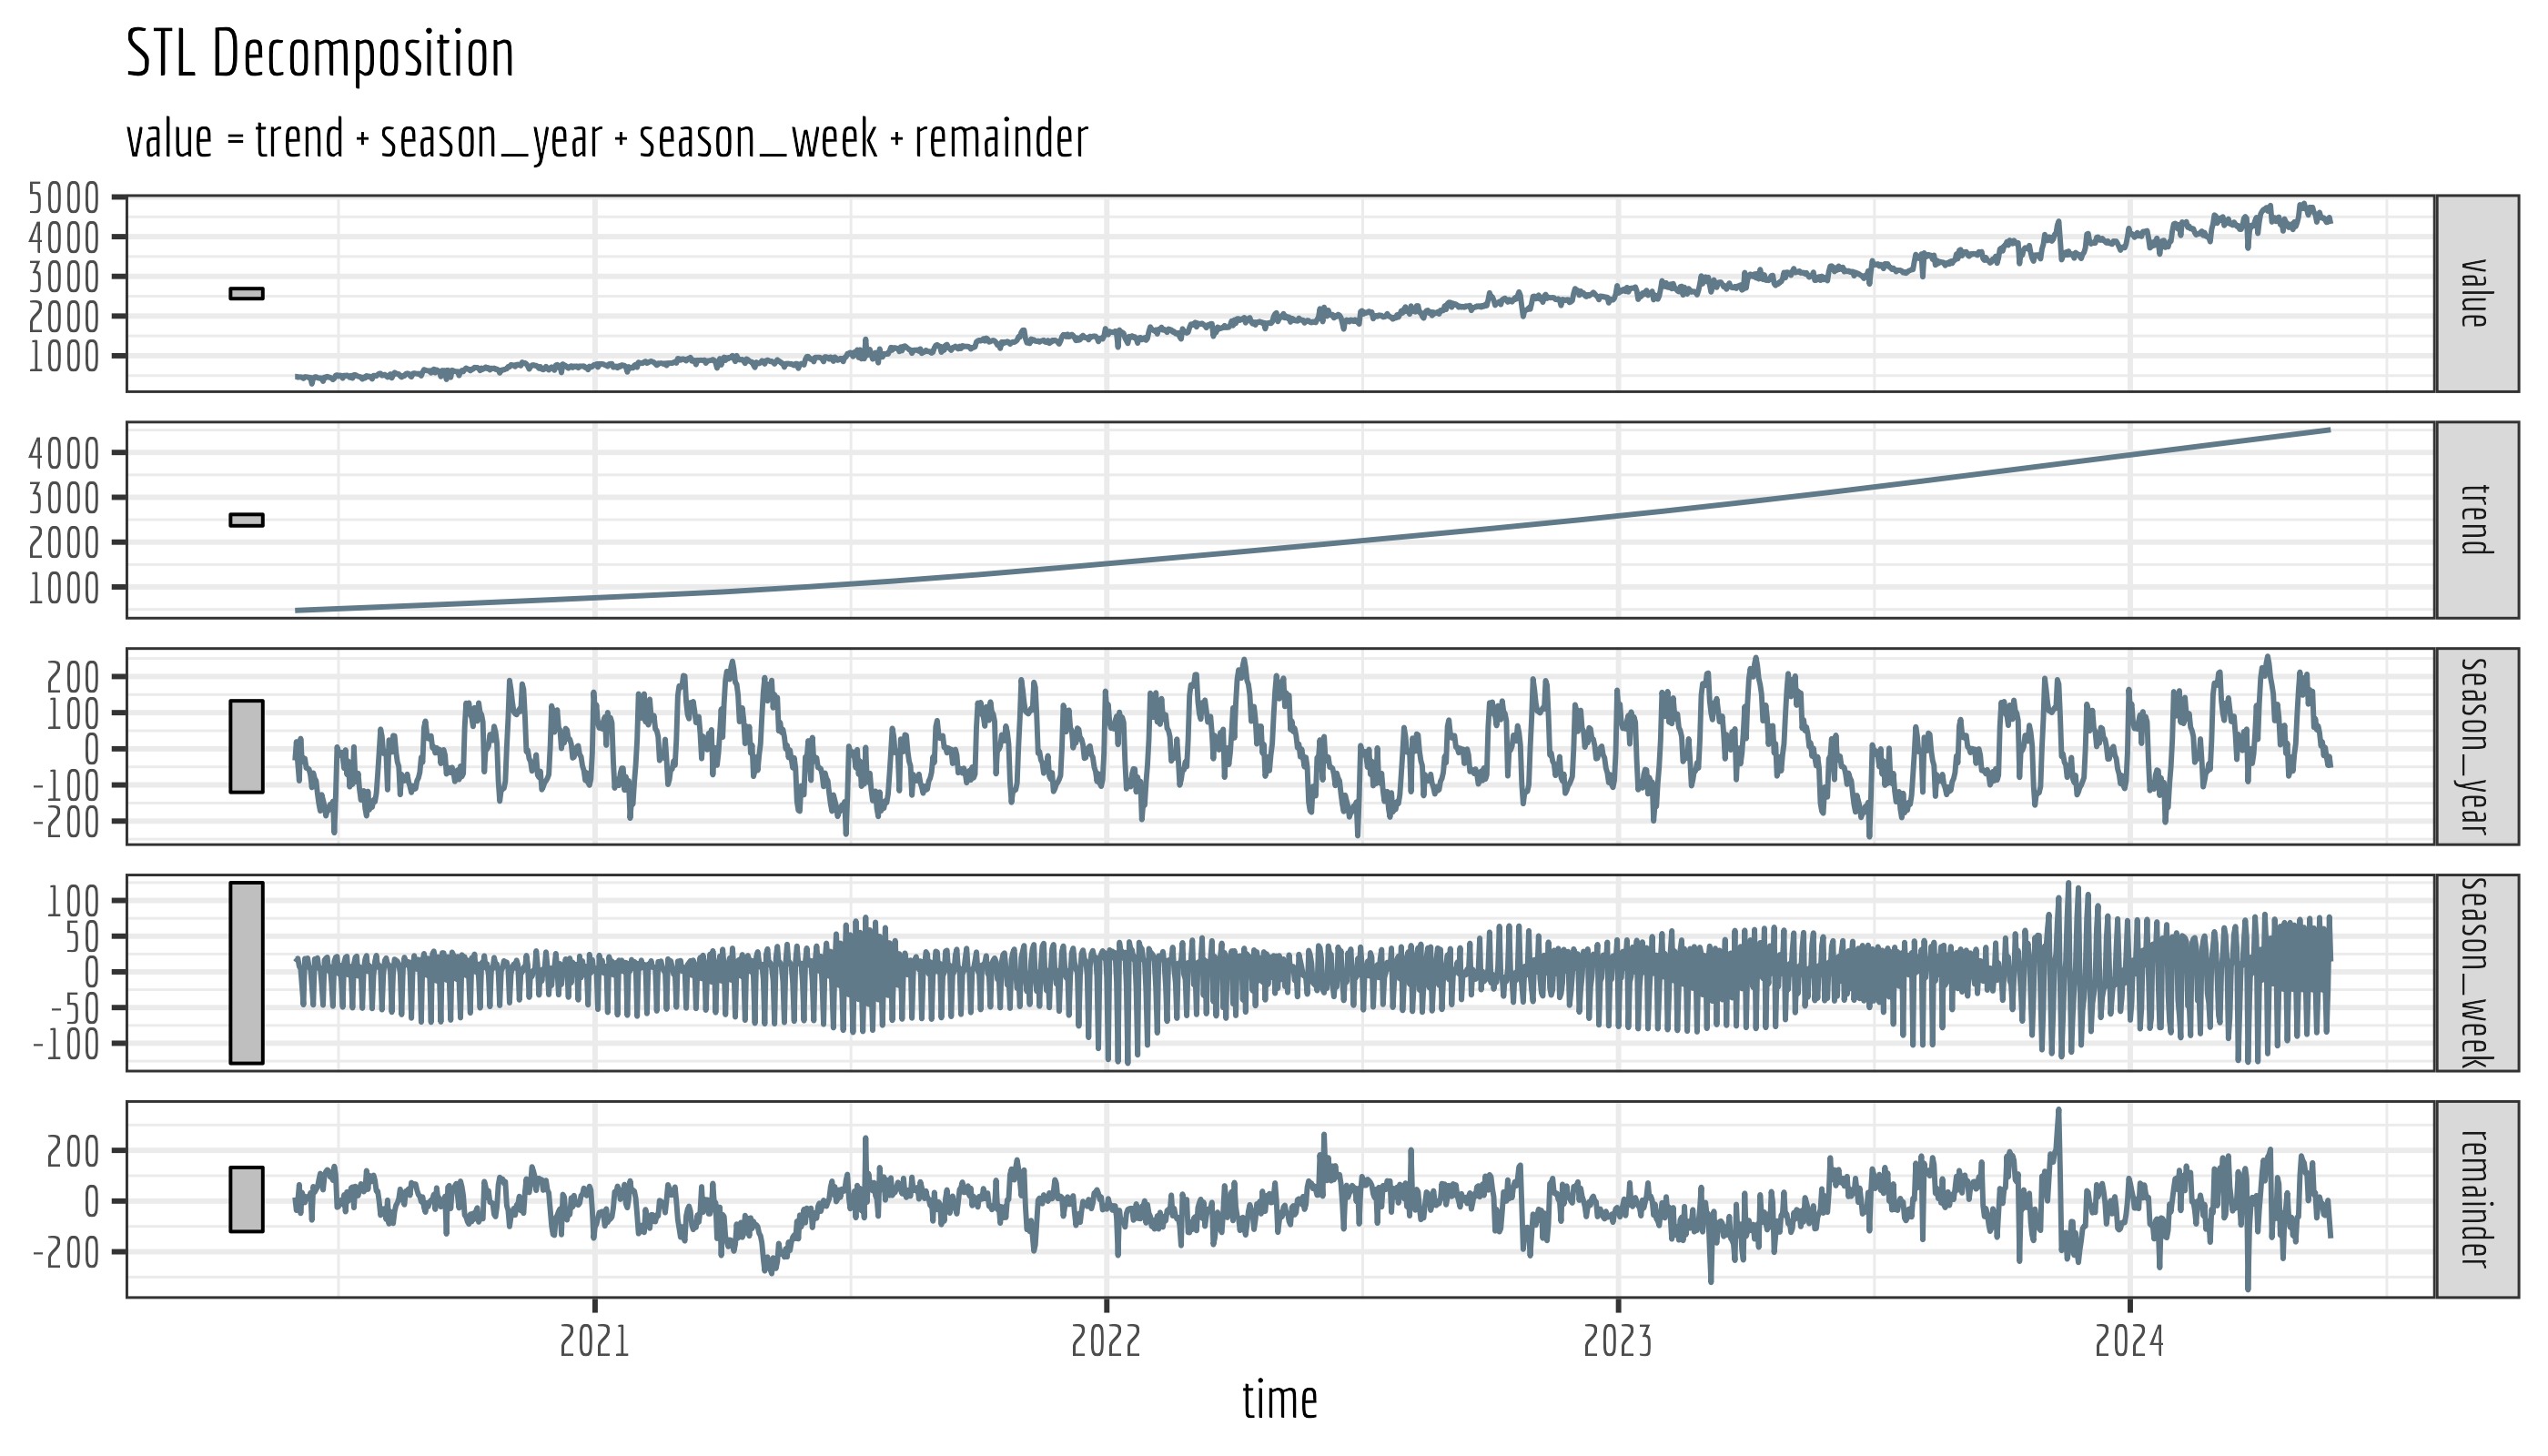 STL Decomposition
value = trend + season_year + season_week + remainder
5000
4000
3000
2000
1000
value
4000
3000
2000
1000
trend
200
100
0
-100
-200
season_year
100
50
0
-50
-100
season_week
200
0
-200
remainder
2021 2022 2023 2024
time